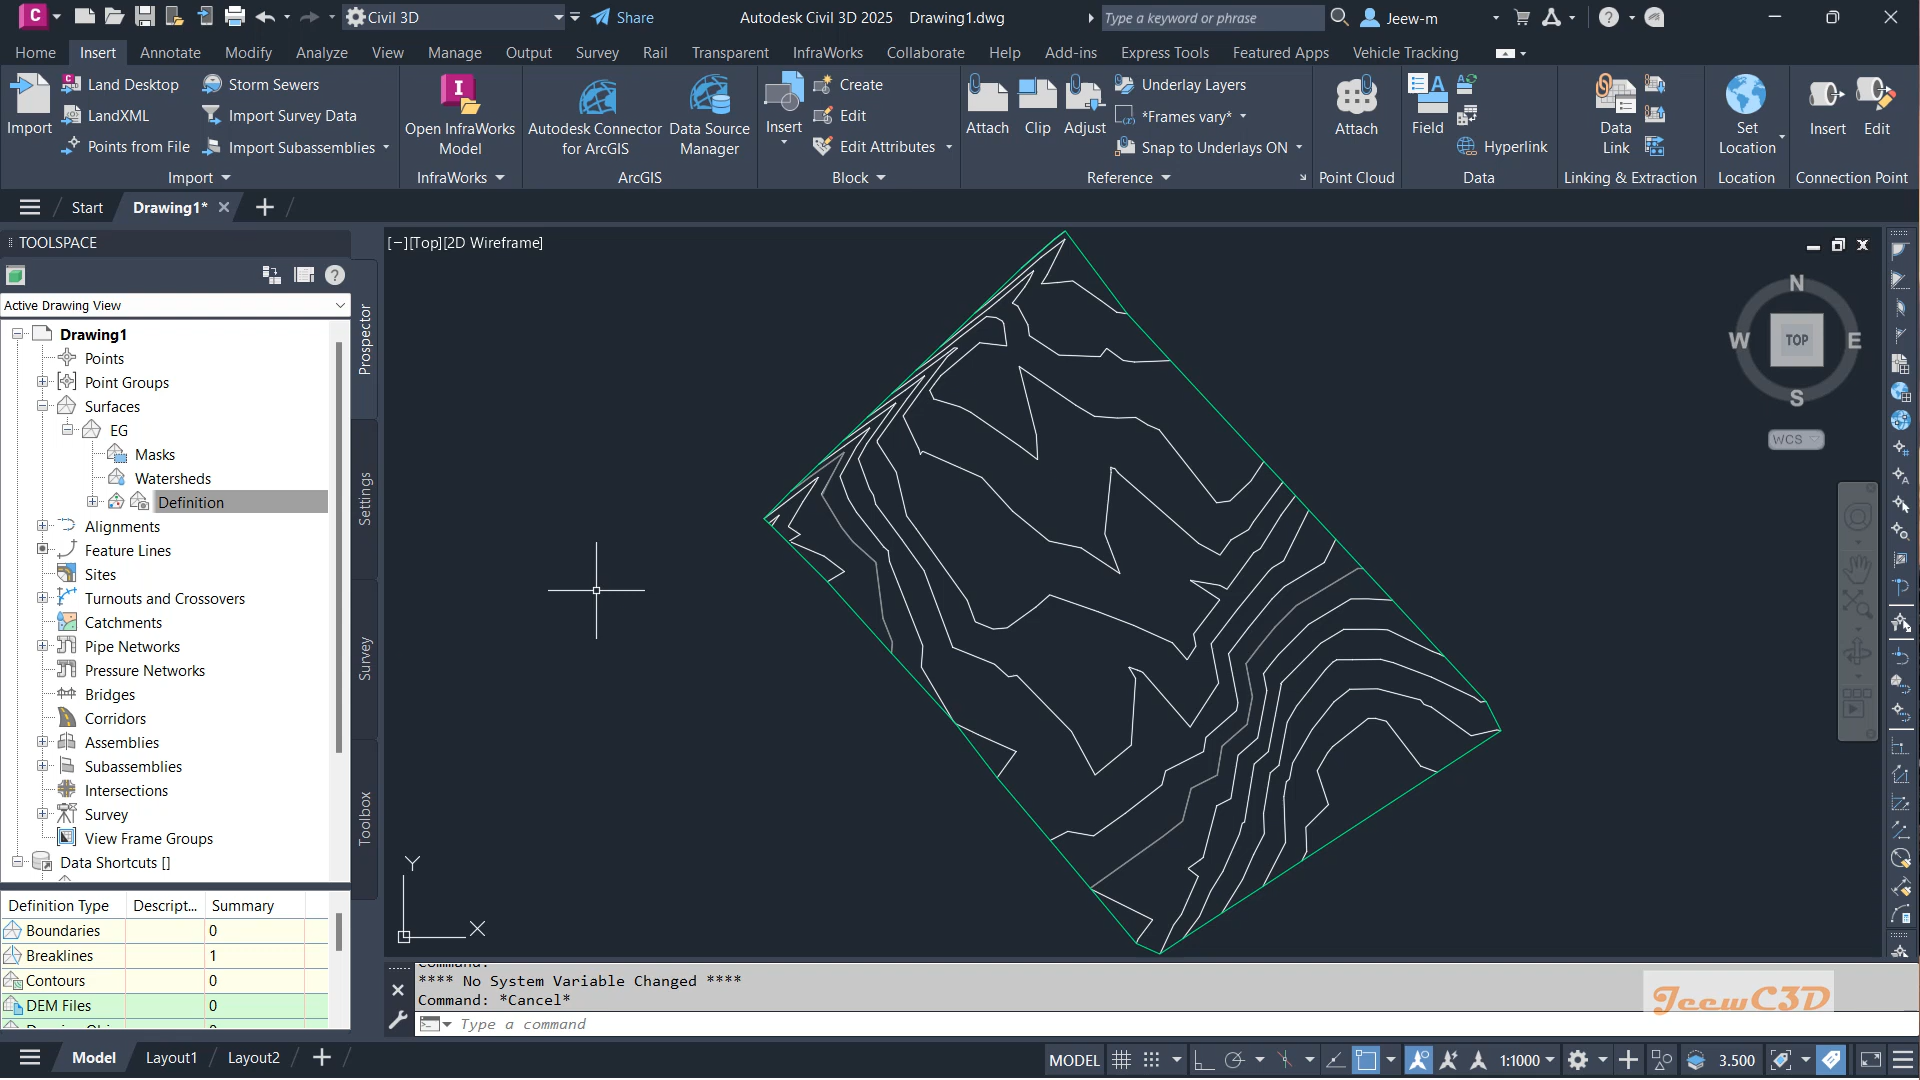 C
Civil 3D
Share
Autodesk Civil 3D 2025 Drawing1.dwg
Type a keyword or phrase
Jeew-m
Home Insert Annotate Modify Analyze View Manage Output Survey Rail Transparent InfraWorks Collaborate Help Add-ins Express Tools Featured Apps Vehicle Tracking
Import
Land Desktop
LandXML
Points from File
Storm Sewers
Import Survey Data
Import Subassemblies
Import
Open InfraWorks
Model
InfraWorks
Autodesk Connector
for ArcGIS
Data Source
Manager
ArcGIS
Insert
Create
Edit
Edit Attributes
Block
Attach
Clip
Adjust
Underlay Layers
*Frames vary*
Snap to Underlays ON
Reference
Attach
Point Cloud
Field
Hyperlink
Data
Data
Link
Linking & Extraction
Set
Location
Location
Insert
Edit
Connection Point
Start
Drawing1*
TOOLSPACE
Active Drawing View
Drawing1
Points
Point Groups
Surfaces
EG
Masks
Watersheds
Definition
Alignments
Feature Lines
Sites
Turnouts and Crossovers
Catchments
Pipe Networks
Pressure Networks
Bridges
Corridors
Assemblies
Subassemblies
Intersections
Survey
View Frame Groups
Data Shortcuts []
Prospector
Settings
Survey
Toolbox
Definition Type Descript... Summary
Boundaries 0
Breaklines 1
Contours 0
DEM Files 0
[−][Top][2D Wireframe]
N
W TOP E
S
WCS
Y
X
**** No System Variable Changed ****
Command: *Cancel*
Type a command
JeewC3D
Model Layout1 Layout2
MODEL
1:1000
3.500